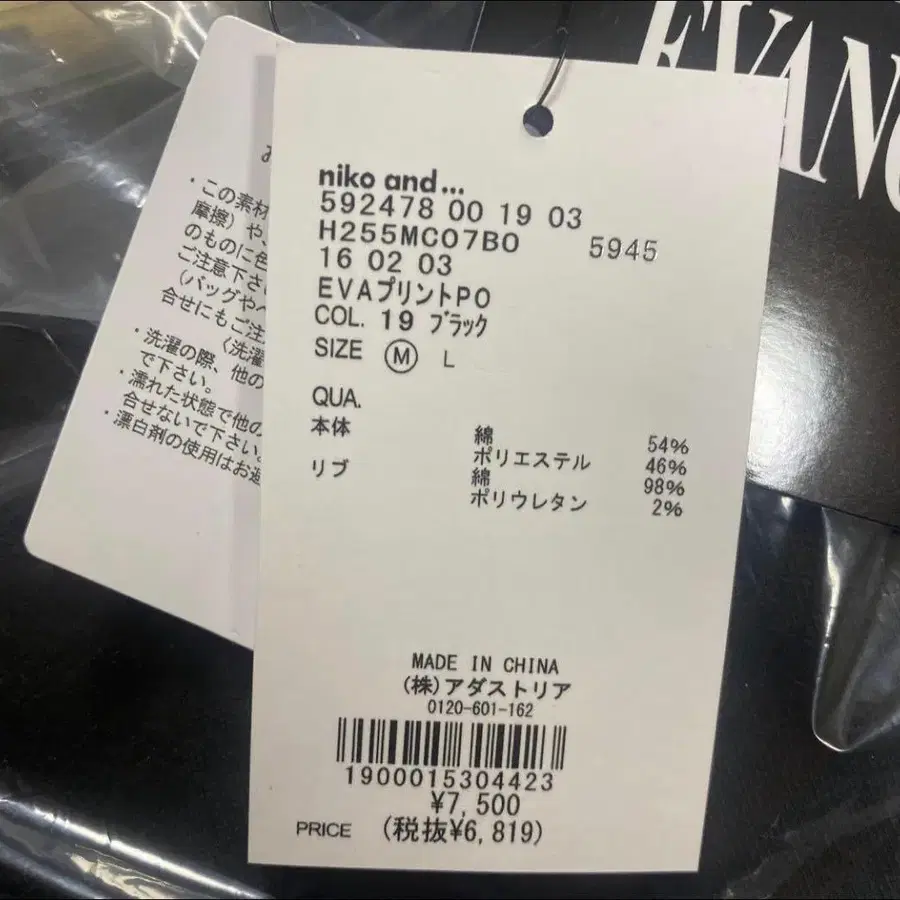 EVANG
niko and...
592478 00 19 03
H255MC07B0 5945
16 02 03
EVAプリントPO
COL. 19 ブラック
SIZE M L
QUA.
本体 綿 54%
ポリエステル 46%
リブ 綿 98%
ポリウレタン 2%
MADE IN CHINA
(株)アダストリア
0120-601-162
1900015304423
¥7,500
PRICE (税抜¥6,819)
・この素材
摩擦)や、
のものに色
ご注意下さ
(バッグやベ
合せにもご注
〈洗濯
・洗濯の際、他の
で下さい。
・濡れた状態で他の
合せないで下さい。
・漂白剤の使用はお避